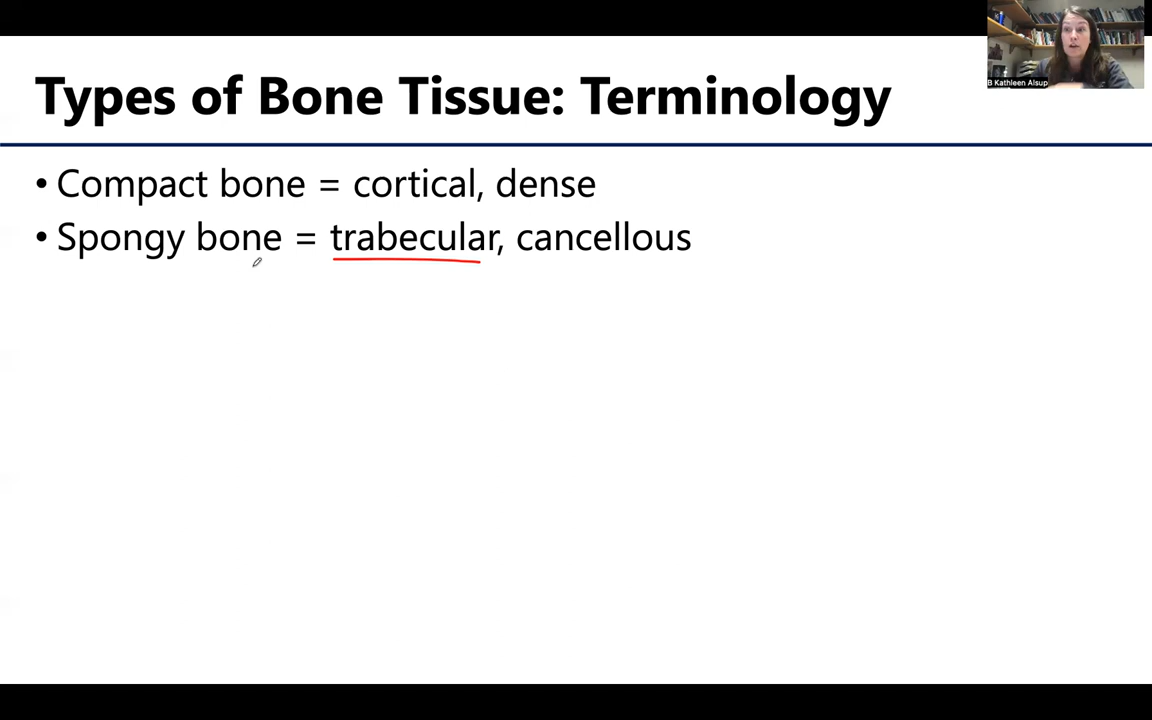 Types of Bone Tissue: Terminology
B Kathleen Alsup
• Compact bone = cortical, dense
• Spongy bone = trabecular, cancellous